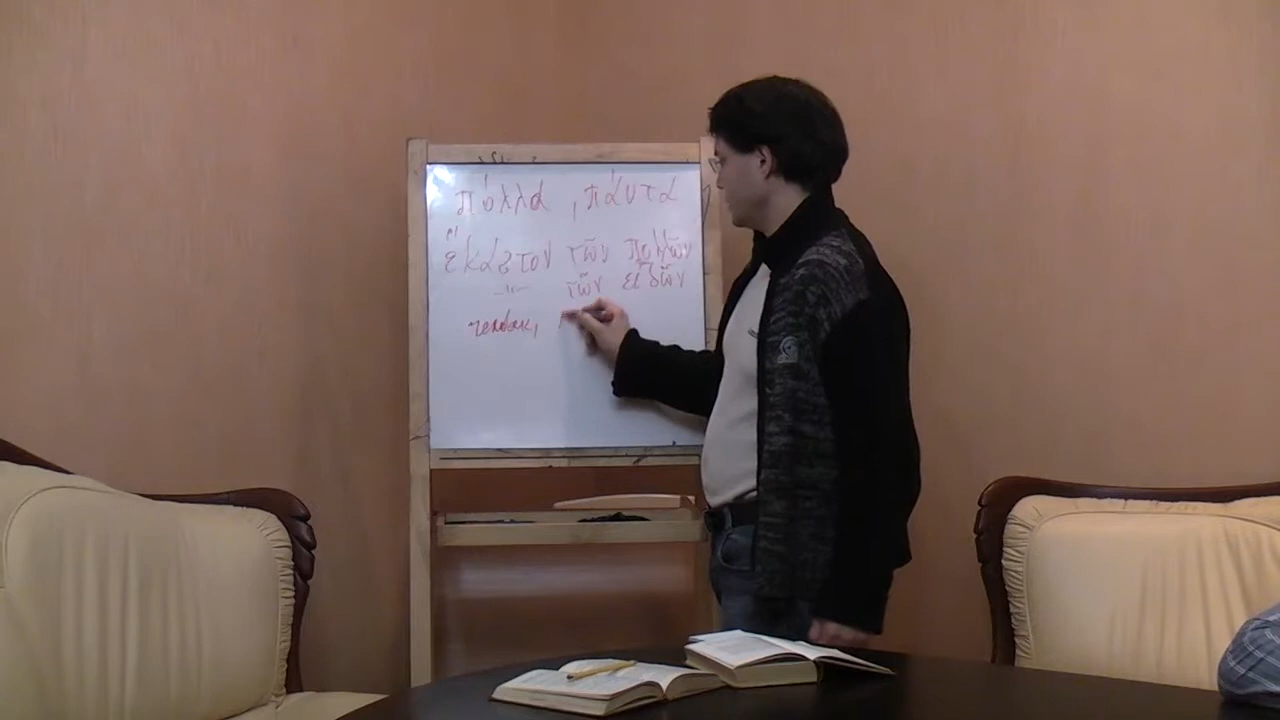 πόλλα , πάντα
ἕκαστον τῶν πολλῶν
–"– τῶν εἰδῶν
человек,